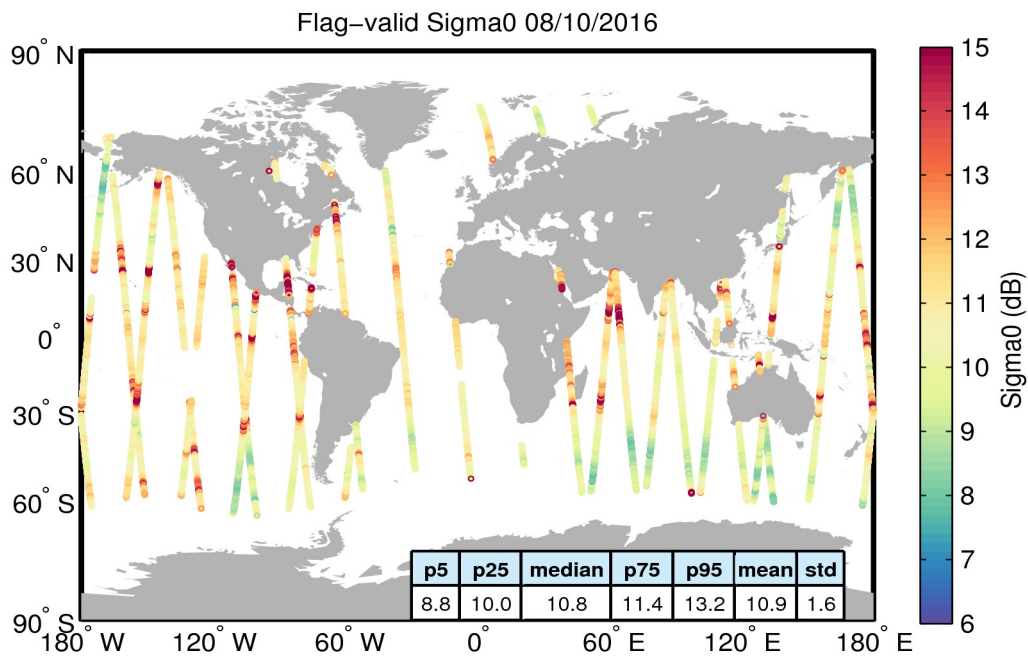 Flag−valid Sigma0 08/10/2016
90° N
60° N
30° N
0°
30° S
60° S
90° S
180° W
120° W
60° W
0°
60° E
120° E
180° E
p5 p25 median p75 p95 mean std
8.8 10.0 10.8 11.4 13.2 10.9 1.6
15
14
13
12
11
10
9
8
7
6
Sigma0 (dB)